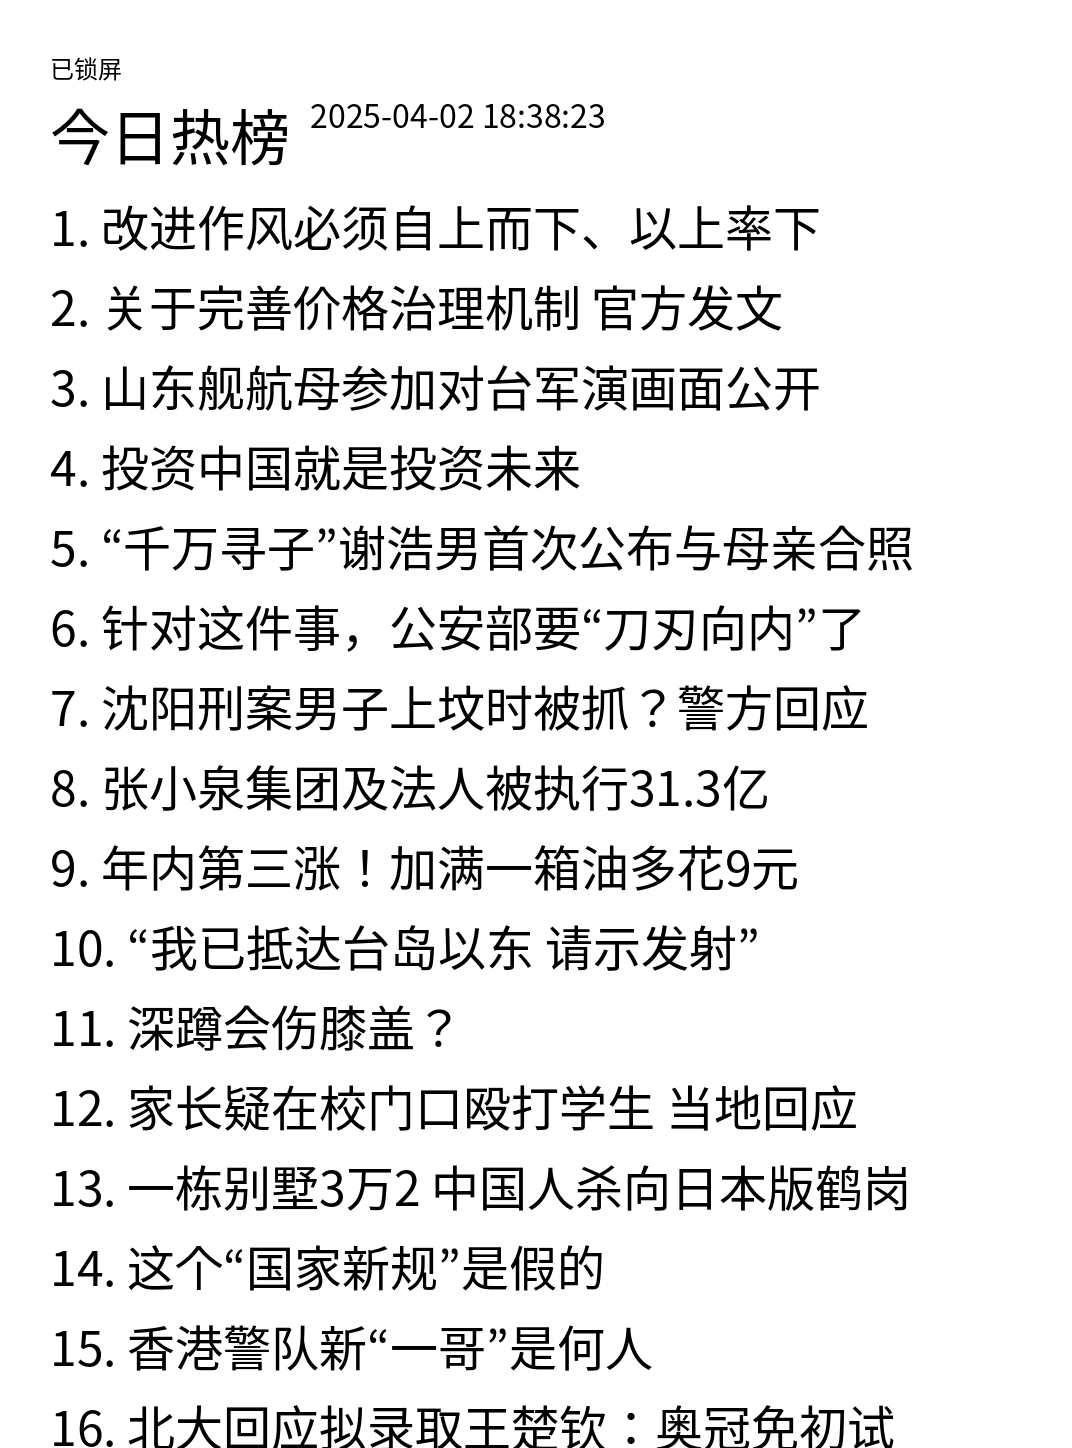 已锁屏
今日热榜 2025-04-02 18:38:23
1. 改进作风必须自上而下、以上率下
2. 关于完善价格治理机制 官方发文
3. 山东舰航母参加对台军演画面公开
4. 投资中国就是投资未来
5. “千万寻子”谢浩男首次公布与母亲合照
6. 针对这件事，公安部要“刀刃向内”了
7. 沈阳刑案男子上坟时被抓？警方回应
8. 张小泉集团及法人被执行31.3亿
9. 年内第三涨！加满一箱油多花9元
10. “我已抵达台岛以东 请示发射”
11. 深蹲会伤膝盖？
12. 家长疑在校门口殴打学生 当地回应
13. 一栋别墅3万2 中国人杀向日本版鹤岗
14. 这个“国家新规”是假的
15. 香港警队新“一哥”是何人
16. 北大回应拟录取王楚钦：奥冠免初试